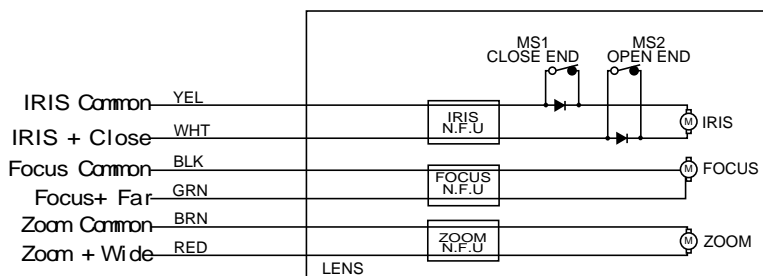 MS1
CLOSE END
MS2
OPEN END
IRIS Common YEL
IRIS
N.F.U
M IRIS
IRIS + Close WHT
Focus Common BLK
FOCUS
N.F.U
M FOCUS
Focus+ Far GRN
Zoom Common BRN
ZOOM
N.F.U
M ZOOM
Zoom + Wide RED
LENS